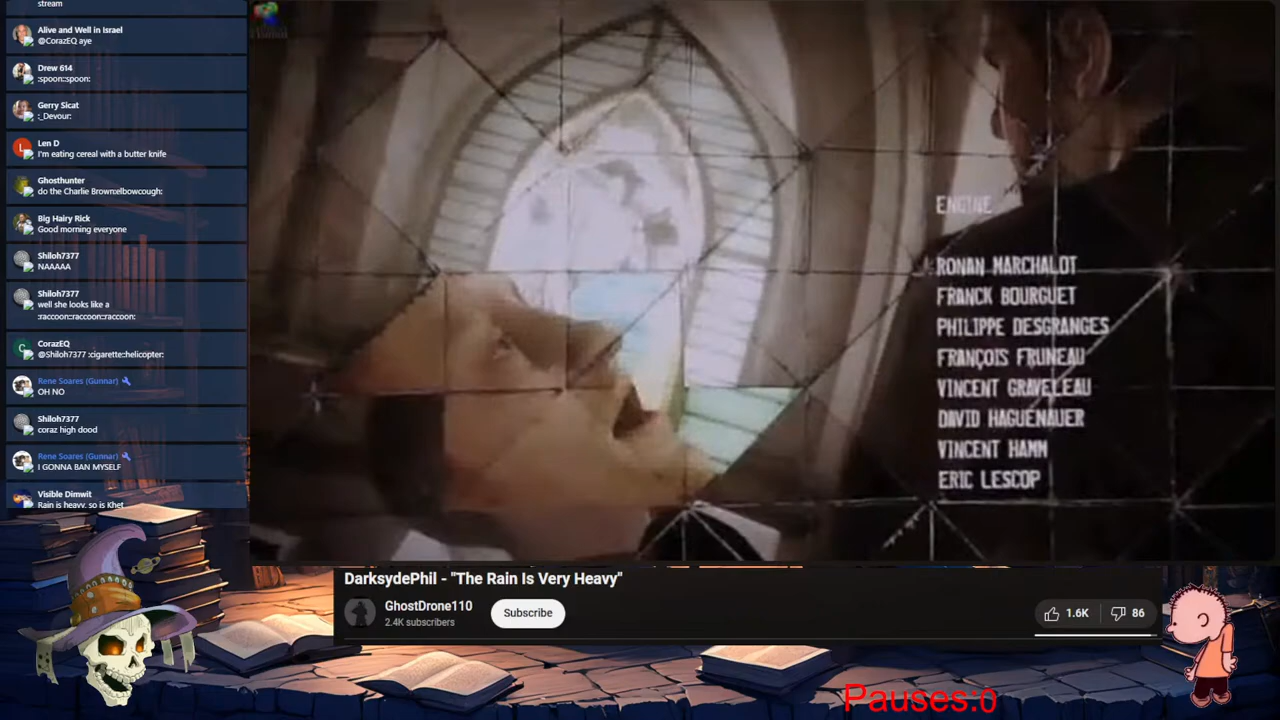 stream
Alive and Well in Israel
@CorazEQ aye
Drew 614
:spoon::spoon:
Gerry Sicat
:_Devour:
Len D
I'm eating cereal with a butter knife
Ghosthunter
do the Charlie Brown:elbowcough:
Big Hairy Rick
Good morning everyone
Shiloh7377
NAAAAA
Shiloh7377
well she looks like a
:raccoon::raccoon::raccoon:
CorazEQ
@Shiloh7377 :cigarette::helicopter:
Rene Soares (Gunnar)
OH NO
Shiloh7377
coraz high dood
Rene Soares (Gunnar)
I GONNA BAN MYSELF
Visible Dimwit
Rain is heavy, so is Khet
ENGINE
RONAN MARCHALOT
FRANCK BOURGUET
PHILIPPE DESGRANGES
FRANÇOIS FRUNEAU
VINCENT GRAVELEAU
DAVID HAGUENAUER
VINCENT HAMM
ERIC LESCOP
DarksydePhil - "The Rain Is Very Heavy"
GhostDrone110
2.4K subscribers
Subscribe
1.6K
86
L
C
Pauses:0